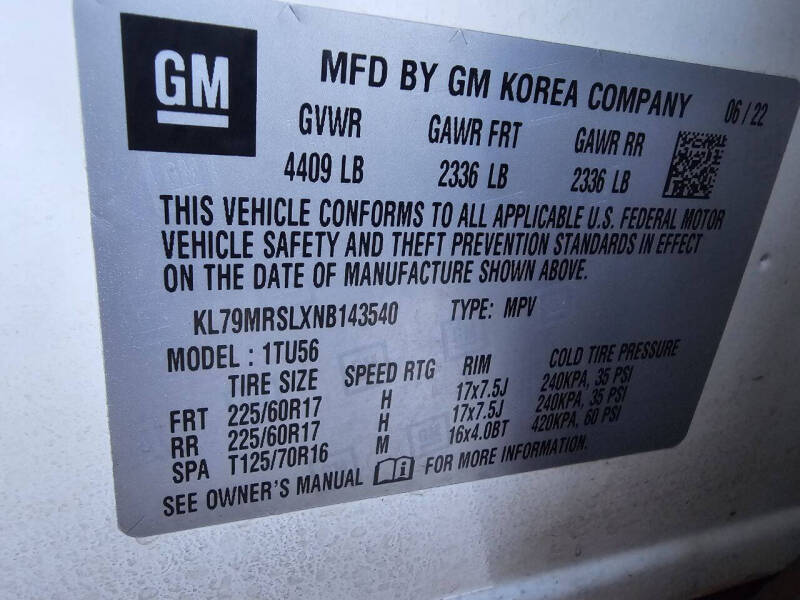 GM
MFD BY GM KOREA COMPANY 06 / 22
GVWR GAWR FRT GAWR RR
4409 LB 2336 LB 2336 LB
THIS VEHICLE CONFORMS TO ALL APPLICABLE U.S. FEDERAL MOTOR
VEHICLE SAFETY AND THEFT PREVENTION STANDARDS IN EFFECT
ON THE DATE OF MANUFACTURE SHOWN ABOVE.
KL79MRSLXNB143540 TYPE: MPV
MODEL : 1TU56
TIRE SIZE SPEED RTG RIM COLD TIRE PRESSURE
FRT 225/60R17 H 17x7.5J 240KPA, 35 PSI
RR 225/60R17 H 17x7.5J 240KPA, 35 PSI
SPA T125/70R16 M 16x4.0BT 420KPA, 60 PSI
SEE OWNER'S MANUAL FOR MORE INFORMATION.